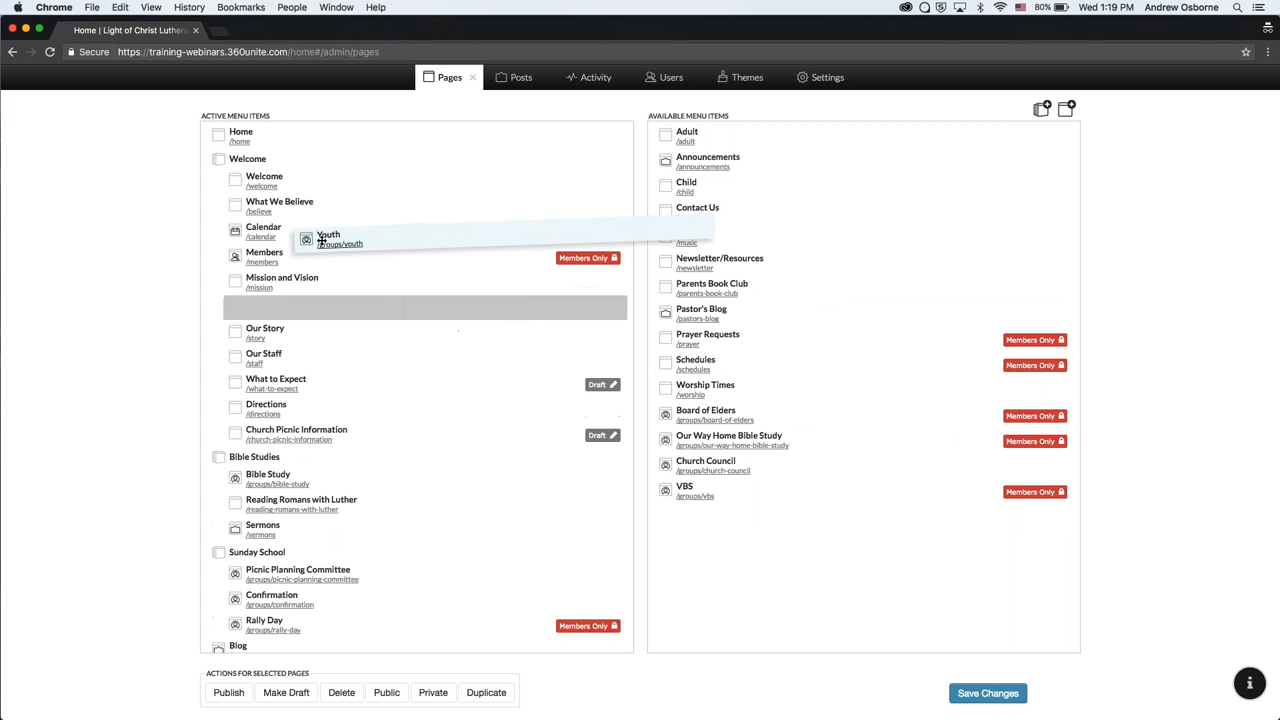 Chrome File Edit View History Bookmarks People Window Help 80% Wed 1:19 PM Andrew Osborne
Home | Light of Christ Luthera
Secure https://training-webinars.360unite.com/home#/admin/pages
Pages Posts Activity Users Themes Settings
ACTIVE MENU ITEMS
Home
/home
Welcome
Welcome
/welcome
What We Believe
/believe
Calendar
/calendar
Youth
/groups/youth
Members
/members
Members Only
Mission and Vision
/mission
Our Story
/story
Our Staff
/staff
What to Expect
/what-to-expect
Draft
Directions
/directions
Church Picnic Information
/church-picnic-information
Draft
Bible Studies
Bible Study
/groups/bible-study
Reading Romans with Luther
/reading-romans-with-luther
Sermons
/sermons
Sunday School
Picnic Planning Committee
/groups/picnic-planning-committee
Confirmation
/groups/confirmation
Rally Day
/groups/rally-day
Members Only
Blog
AVAILABLE MENU ITEMS
Adult
/adult
Announcements
/announcements
Child
/child
Contact Us
/music
Newsletter/Resources
/newsletter
Parents Book Club
/parents-book-club
Pastor's Blog
/pastors-blog
Prayer Requests
/prayer
Members Only
Schedules
/schedules
Members Only
Worship Times
/worship
Board of Elders
/groups/board-of-elders
Members Only
Our Way Home Bible Study
/groups/our-way-home-bible-study
Members Only
Church Council
/groups/church-council
VBS
/groups/vbs
Members Only
ACTIONS FOR SELECTED PAGES
Publish Make Draft Delete Public Private Duplicate
Save Changes